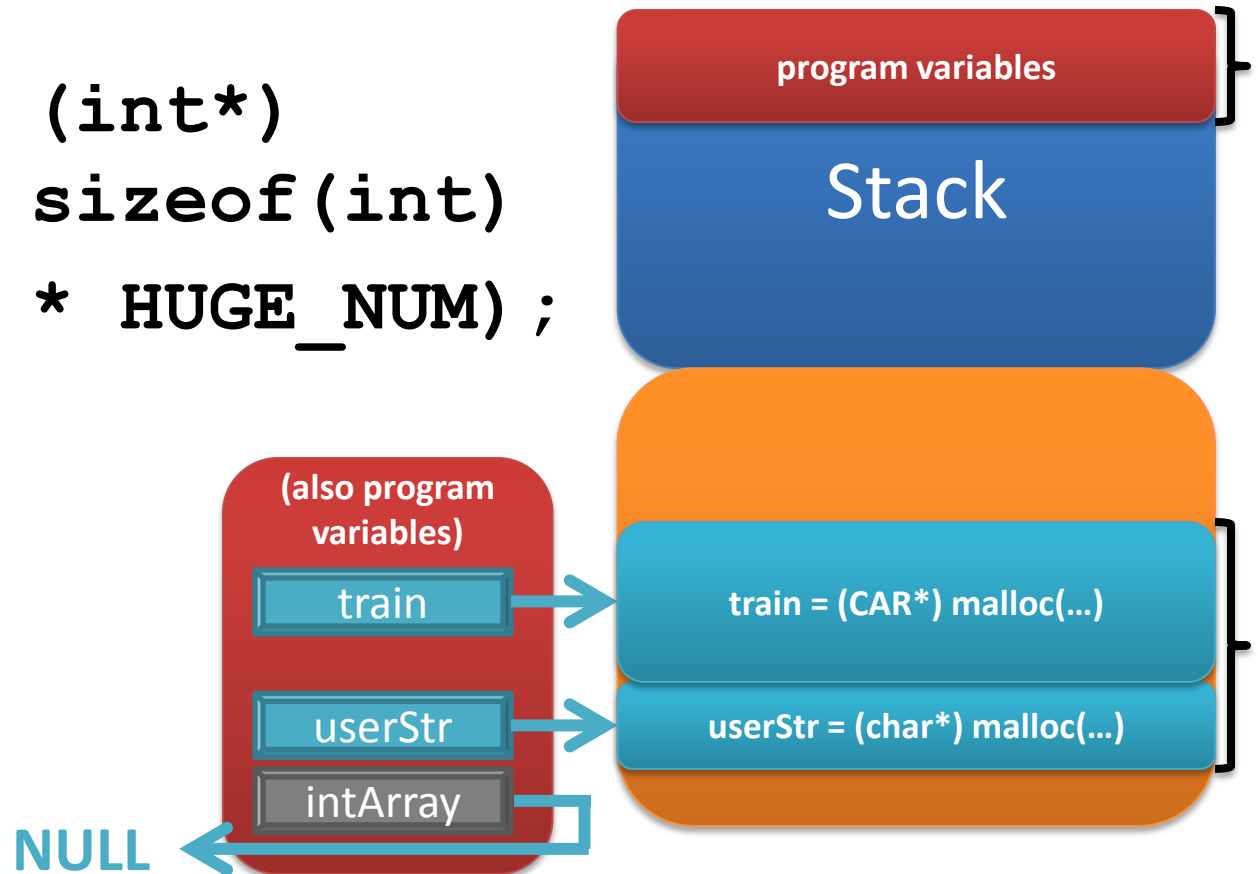 (int*)
sizeof(int)
* HUGE_NUM);
program variables
Stack
(also program
variables)
train
userStr
intArray
NULL
train = (CAR*) malloc(…)
userStr = (char*) malloc(…)